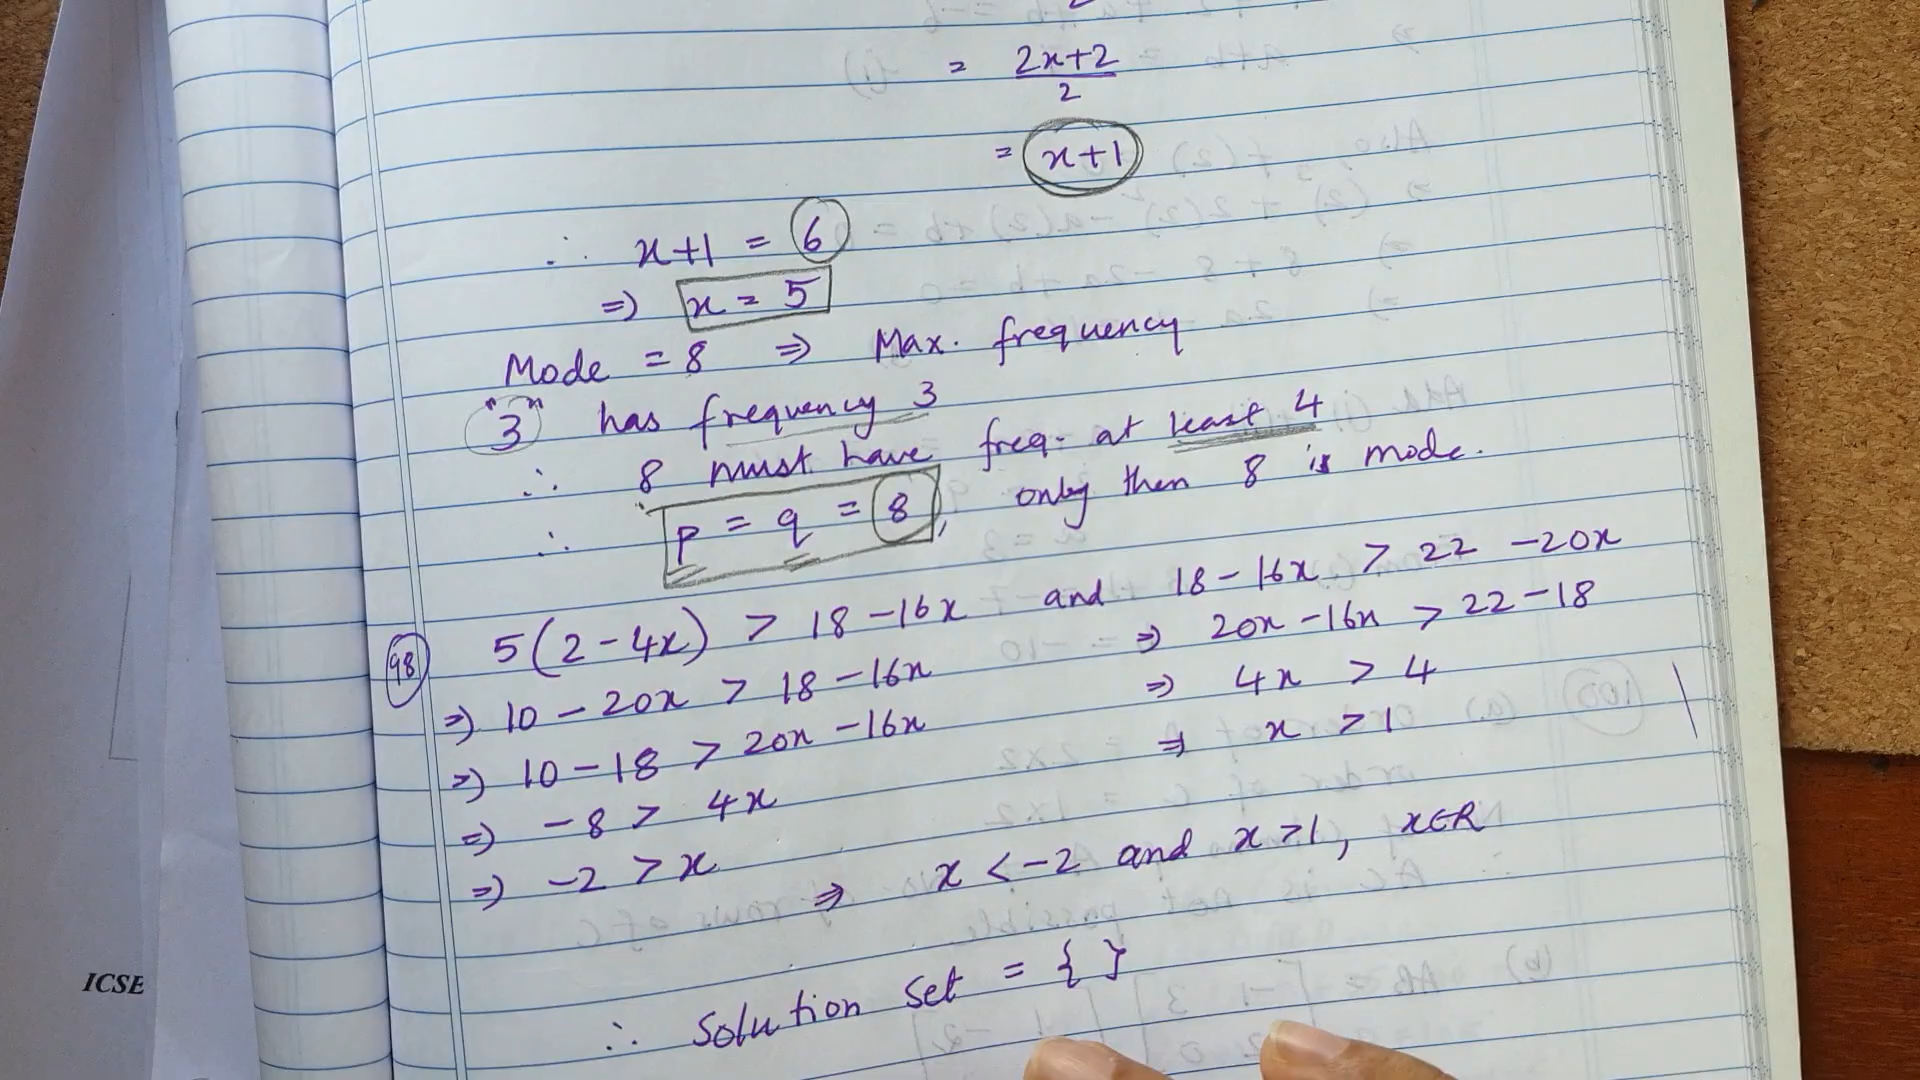 = 2x+2
2
= x+1
∴ x+1 = 6
⇒ x = 5
Mode = 8 ⇒ Max. frequency
"3" has frequency 3
∴ 8 must have freq. at least 4
∴ p = q = 8, only then 8 is mode.
98 5(2-4x) > 18-16x and 18-16x > 22-20x
⇒ 10-20x > 18-16x ⇒ 20x-16x > 22-18
⇒ 10-18 > 20x-16x ⇒ 4x > 4
⇒ -8 > 4x ⇒ x > 1
⇒ -2 > x ⇒ x < -2 and x > 1, x∈R
∴ Solution set = { }
ICSE